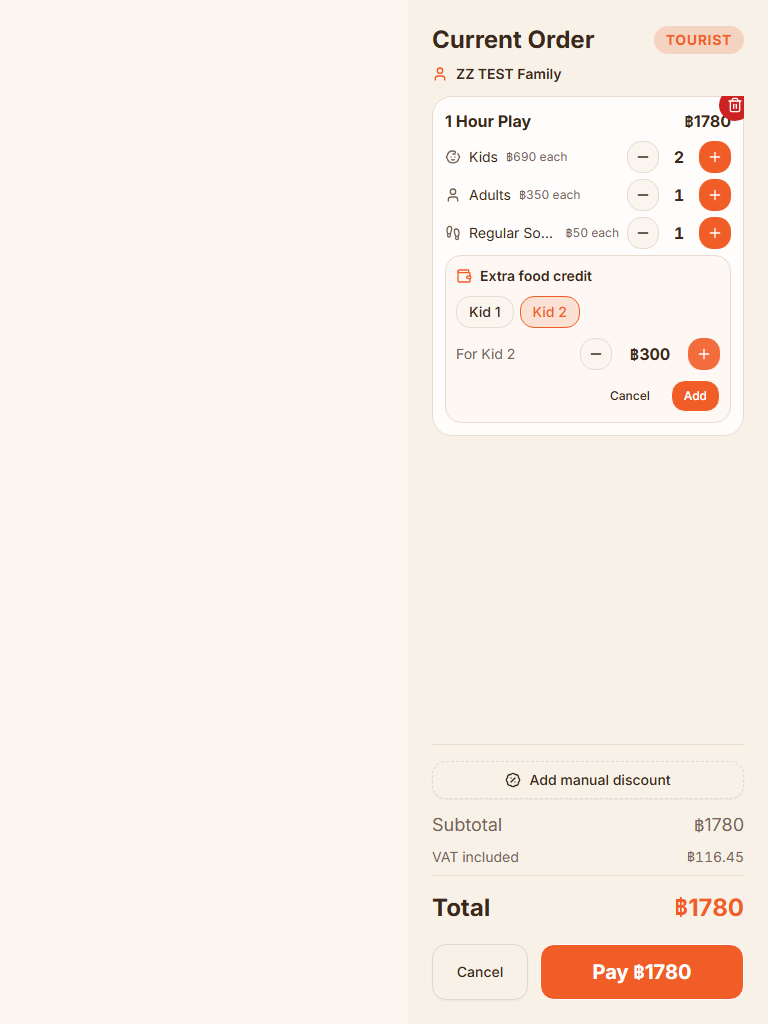 Current Order
TOURIST
ZZ TEST Family
1 Hour Play ฿1780
Kids ฿690 each − 2 +
Adults ฿350 each − 1 +
Regular So... ฿50 each − 1 +
Extra food credit
Kid 1 Kid 2
For Kid 2 − ฿300 +
Cancel Add
Add manual discount
Subtotal ฿1780
VAT included ฿116.45
Total ฿1780
Cancel Pay ฿1780